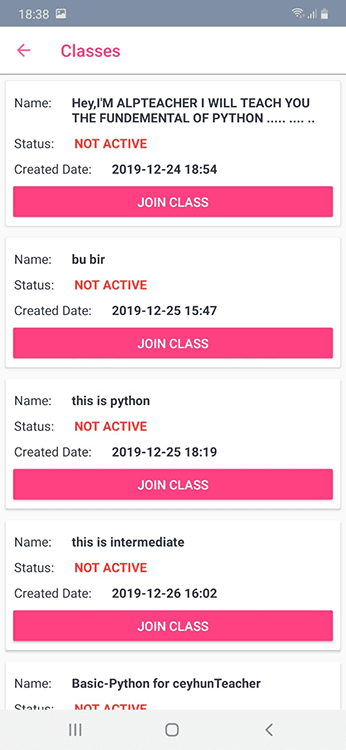 18:38
Classes
Name: Hey,I'M ALPTEACHER I WILL TEACH YOU
THE FUNDEMENTAL OF PYTHON ..... .... ..
Status: NOT ACTIVE
Created Date: 2019-12-24 18:54
JOIN CLASS
Name: bu bir
Status: NOT ACTIVE
Created Date: 2019-12-25 15:47
JOIN CLASS
Name: this is python
Status: NOT ACTIVE
Created Date: 2019-12-25 18:19
JOIN CLASS
Name: this is intermediate
Status: NOT ACTIVE
Created Date: 2019-12-26 16:02
JOIN CLASS
Name: Basic-Python for ceyhunTeacher
Status: NOT ACTIVE